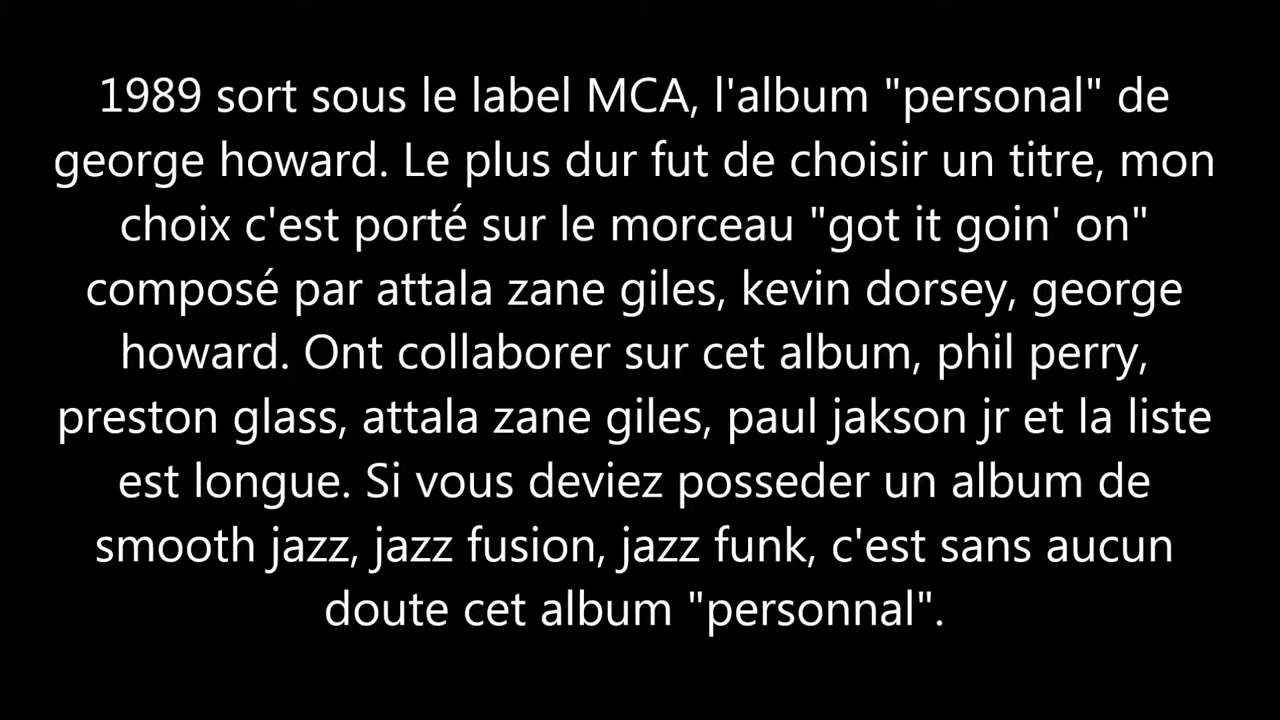 1989 sort sous le label MCA, l'album "personal" de
george howard. Le plus dur fut de choisir un titre, mon
choix c'est porté sur le morceau "got it goin' on"
composé par attala zane giles, kevin dorsey, george
howard. Ont collaborer sur cet album, phil perry,
preston glass, attala zane giles, paul jakson jr et la liste
est longue. Si vous deviez posseder un album de
smooth jazz, jazz fusion, jazz funk, c'est sans aucun
doute cet album "personnal".